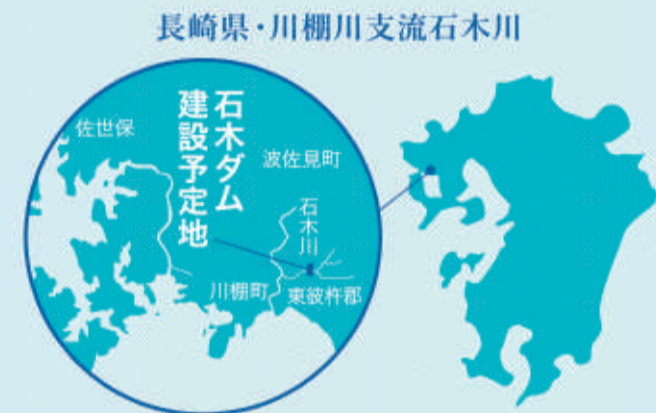 長崎県・川棚川支流石木川
佐世保
石木ダム
建設予定地
波佐見町
石木川
川棚町
東彼杵郡